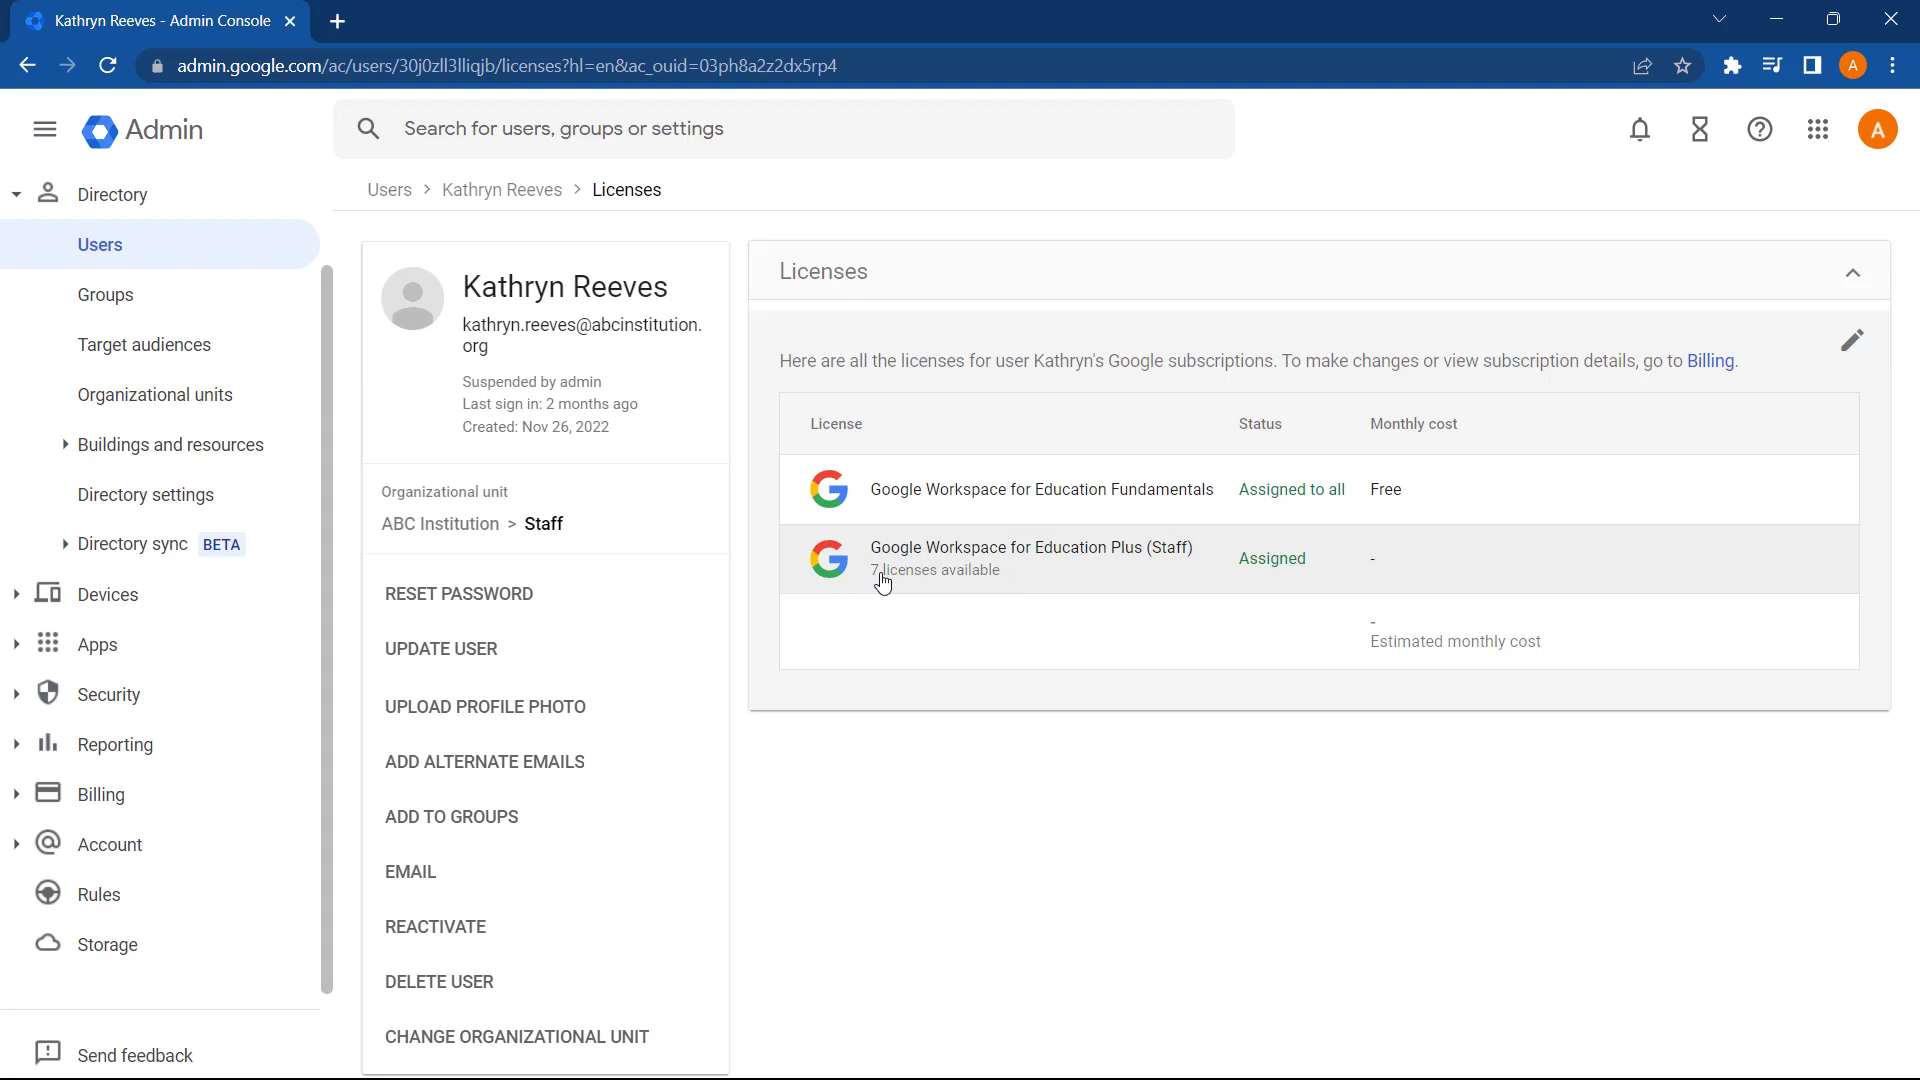 Kathryn Reeves - Admin Console
admin.google.com/ac/users/30j0zll3lliqjb/licenses?hl=en&ac_ouid=03ph8a2z2dx5rp4
A
Admin
Search for users, groups or settings
A
Directory
Users
Groups
Target audiences
Organizational units
Buildings and resources
Directory settings
Directory sync BETA
Devices
Apps
Security
Reporting
Billing
Account
Rules
Storage
Send feedback
Users > Kathryn Reeves > Licenses
Kathryn Reeves
kathryn.reeves@abcinstitution.
org
Suspended by admin
Last sign in: 2 months ago
Created: Nov 26, 2022
Organizational unit
ABC Institution > Staff
RESET PASSWORD
UPDATE USER
UPLOAD PROFILE PHOTO
ADD ALTERNATE EMAILS
ADD TO GROUPS
EMAIL
REACTIVATE
DELETE USER
CHANGE ORGANIZATIONAL UNIT
Licenses
Here are all the licenses for user Kathryn's Google subscriptions. To make changes or view subscription details, go to Billing.
License Status Monthly cost
Google Workspace for Education Fundamentals Assigned to all Free
Google Workspace for Education Plus (Staff) Assigned -
7 licenses available
-
Estimated monthly cost